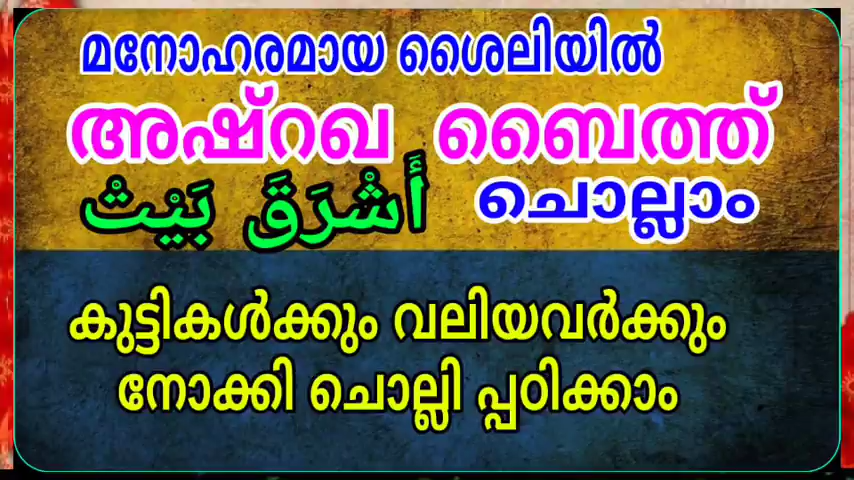 മനോഹരമായ ശൈലിയിൽ
അഷ്റഖ ബൈത്ത്
أَشْرَقَ بَيْتْ ചൊല്ലാം
കുട്ടികൾക്കും വലിയവർക്കും
നോക്കി ചൊല്ലി പ്പഠിക്കാം